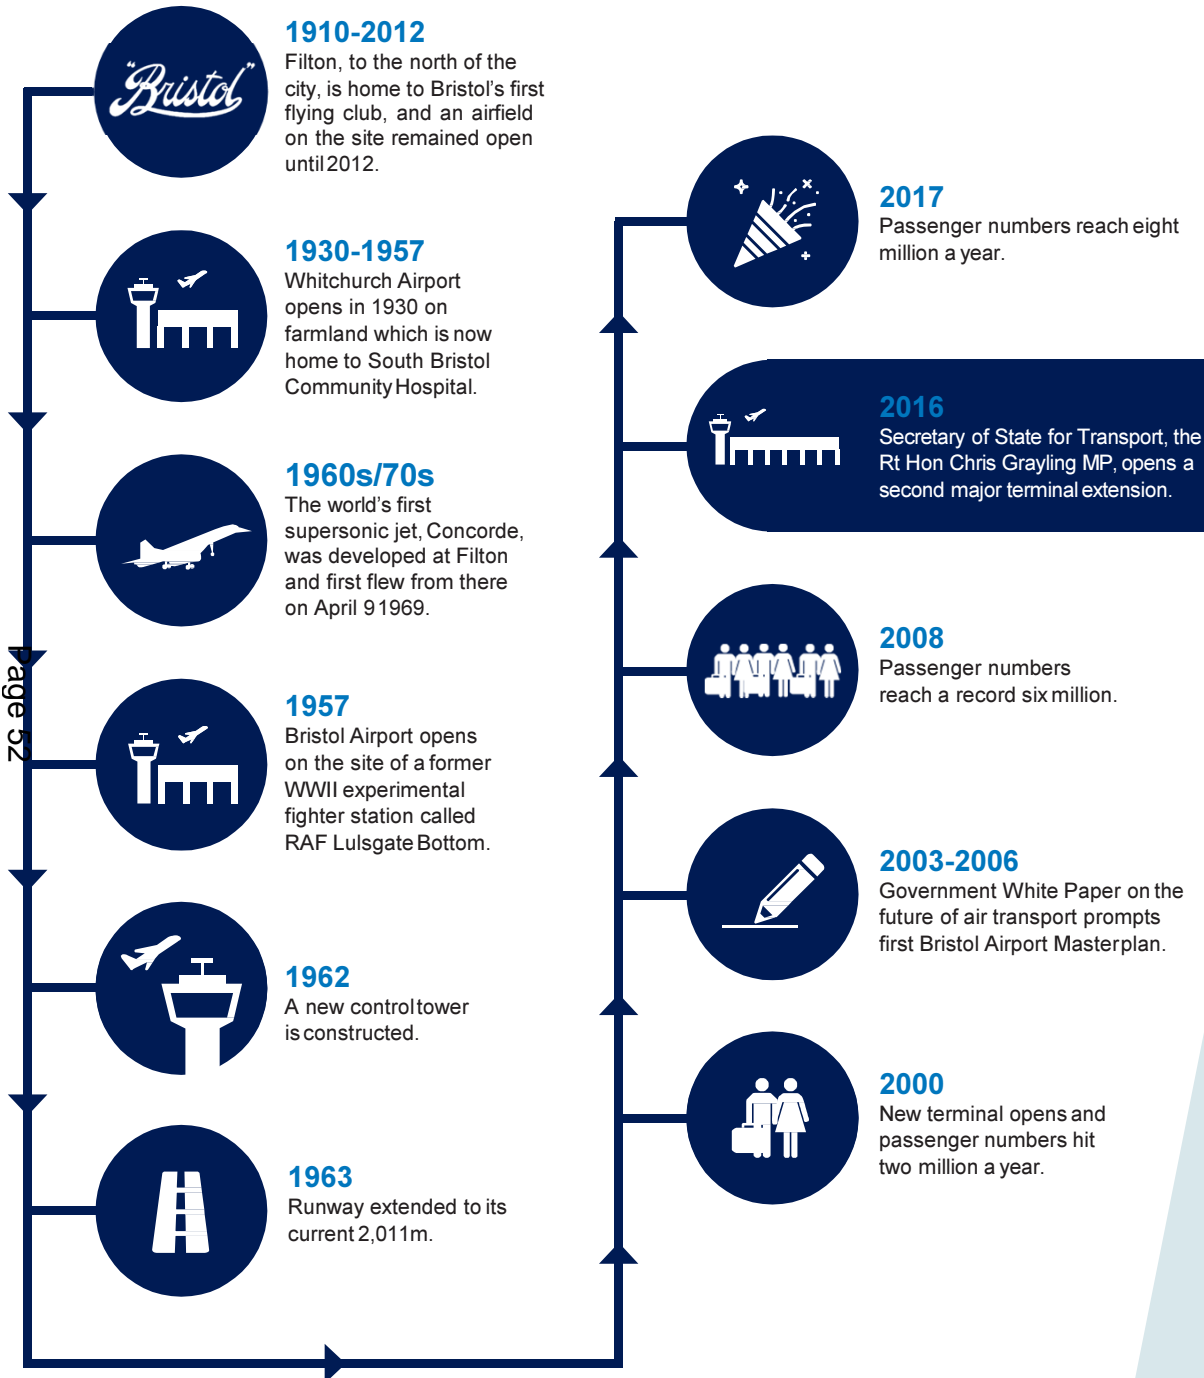 "Bristol"
1910-2012
Filton, to the north of the
city, is home to Bristol's first
flying club, and an airfield
on the site remained open
until 2012.
1930-1957
Whitchurch Airport
opens in 1930 on
farmland which is now
home to South Bristol
Community Hospital.
1960s/70s
The world's first
supersonic jet, Concorde,
was developed at Filton
and first flew from there
on April 9 1969.
Page 52
1957
Bristol Airport opens
on the site of a former
WWII experimental
fighter station called
RAF Lulsgate Bottom.
1962
A new control tower
is constructed.
1963
Runway extended to its
current 2,011m.
2000
New terminal opens and
passenger numbers hit
two million a year.
2003-2006
Government White Paper on the
future of air transport prompts
first Bristol Airport Masterplan.
2008
Passenger numbers
reach a record six million.
2016
Secretary of State for Transport, the
Rt Hon Chris Grayling MP, opens a
second major terminal extension.
2017
Passenger numbers reach eight
million a year.